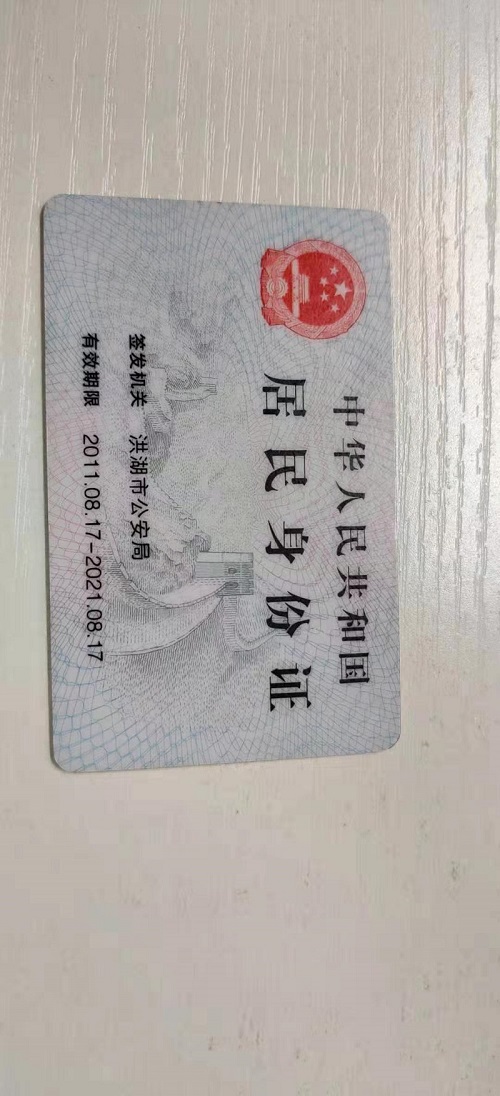 中华人民共和国
居民身份证
签发机关 洪湖市公安局
有效期限 2011.08.17-2021.08.17